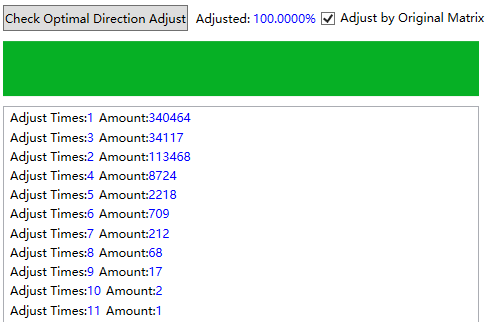 Check Optimal Direction Adjust Adjusted: 100.0000% Adjust by Original Matrix
Adjust Times:1 Amount:340464
Adjust Times:3 Amount:34117
Adjust Times:2 Amount:113468
Adjust Times:4 Amount:8724
Adjust Times:5 Amount:2218
Adjust Times:6 Amount:709
Adjust Times:7 Amount:212
Adjust Times:8 Amount:68
Adjust Times:9 Amount:17
Adjust Times:10 Amount:2
Adjust Times:11 Amount:1